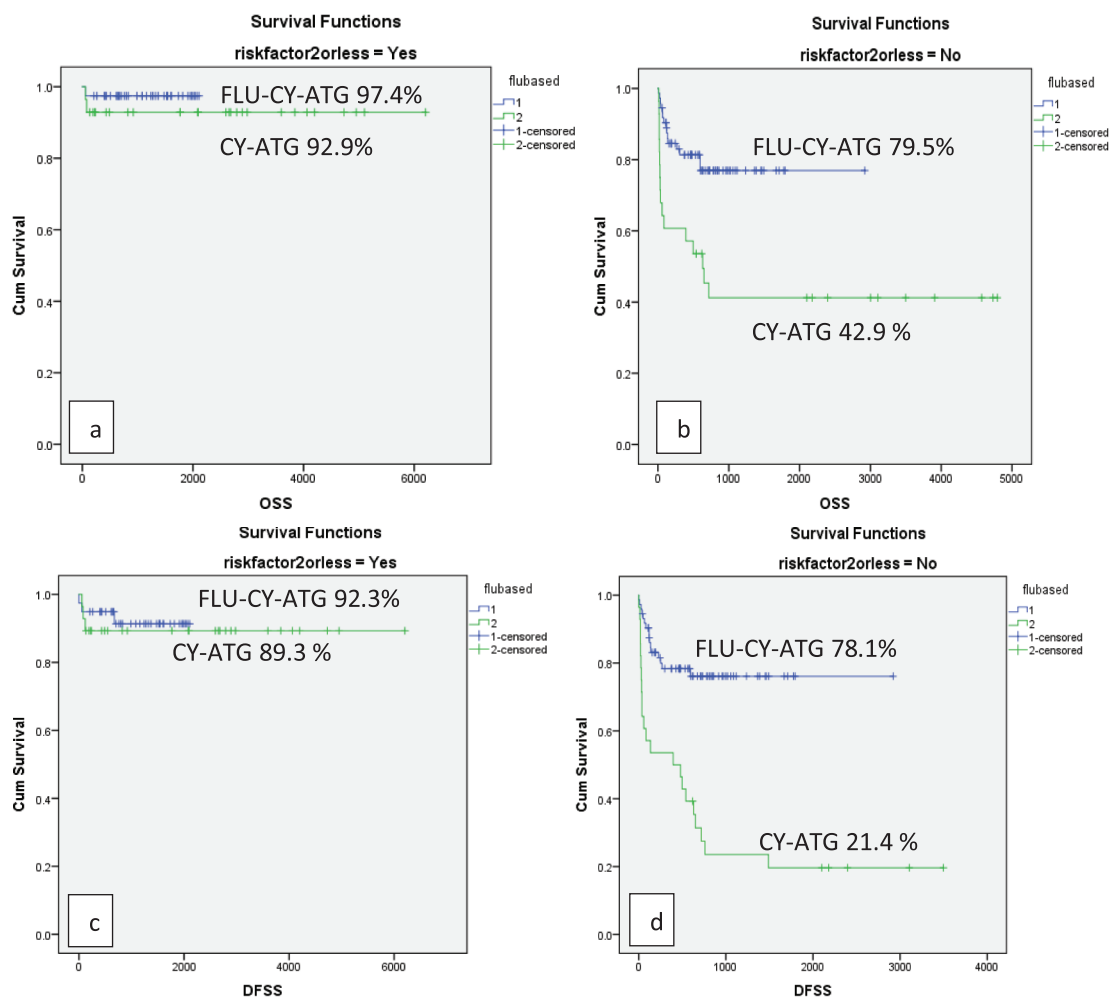 Survival Functions
riskfactor2orless = Yes
1.0
0.8
0.6
0.4
0.2
0.0
Cum Survival
FLU-CY-ATG 97.4%
CY-ATG 92.9%
a
0
2000
4000
6000
OSS
flubased
1
2
1-censored
2-censored
Survival Functions
riskfactor2orless = No
1.0
0.8
0.6
0.4
0.2
0.0
Cum Survival
FLU-CY-ATG 79.5%
CY-ATG 42.9 %
b
0
1000
2000
3000
4000
5000
OSS
flubased
1
2
1-censored
2-censored
Survival Functions
riskfactor2orless = Yes
1.0
0.8
0.6
0.4
0.2
0.0
Cum Survival
FLU-CY-ATG 92.3%
CY-ATG 89.3 %
c
0
2000
4000
6000
DFSS
flubased
1
2
1-censored
2-censored
Survival Functions
riskfactor2orless = No
1.0
0.8
0.6
0.4
0.2
0.0
Cum Survival
FLU-CY-ATG 78.1%
CY-ATG 21.4 %
d
0
1000
2000
3000
4000
DFSS
flubased
1
2
1-censored
2-censored